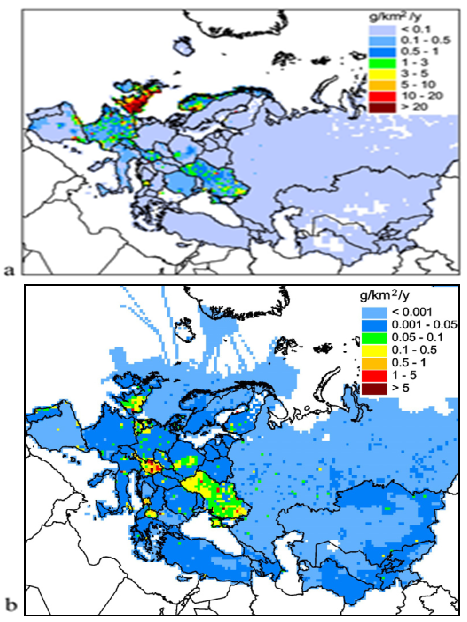 g/km²/y
< 0.1
0.1 - 0.5
0.5 - 1
1 - 3
3 - 5
5 - 10
10 - 20
> 20
a
g/km²/y
< 0.001
0.001 - 0.05
0.05 - 0.1
0.1 - 0.5
0.5 - 1
1 - 5
> 5
b